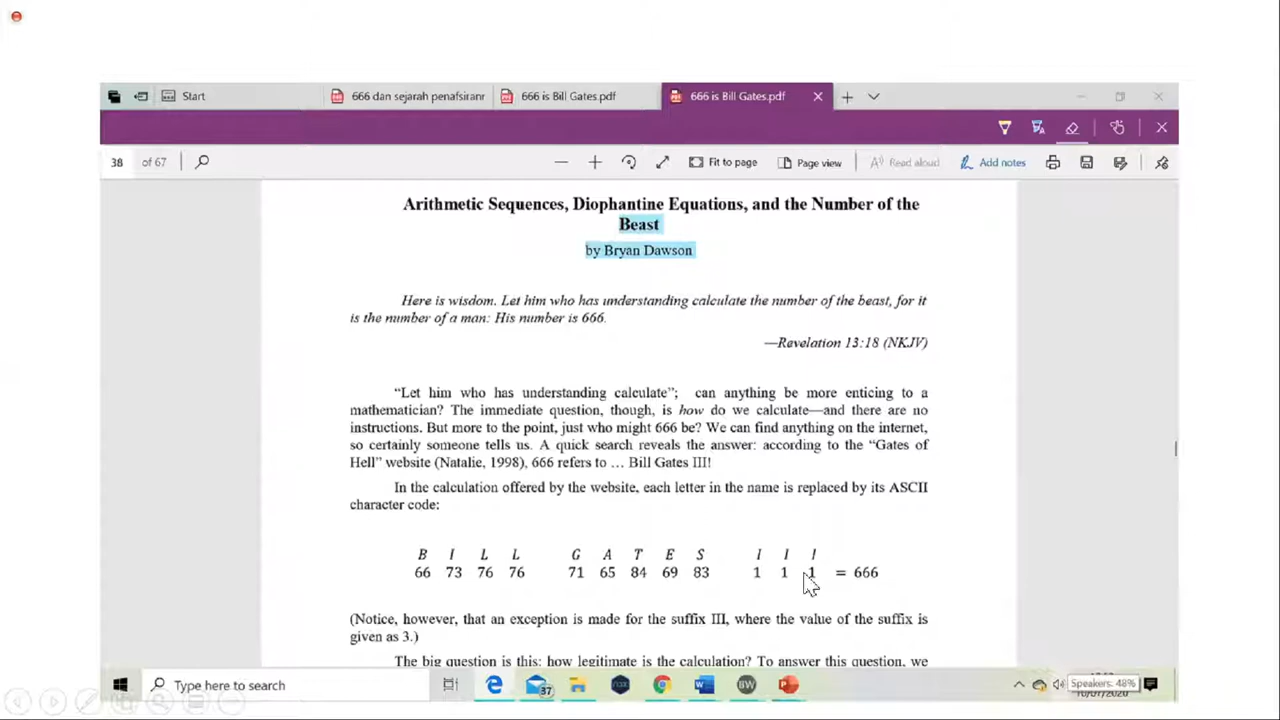 Start
666 dan sejarah penafsirann
666 is Bill Gates.pdf
666 is Bill Gates.pdf
38 of 67
Fit to page
Page view
Read aloud
Add notes
Arithmetic Sequences, Diophantine Equations, and the Number of the
Beast
by Bryan Dawson
Here is wisdom. Let him who has understanding calculate the number of the beast, for it
is the number of a man: His number is 666.
—Revelation 13:18 (NKJV)
“Let him who has understanding calculate”; can anything be more enticing to a
mathematician? The immediate question, though, is how do we calculate—and there are no
instructions. But more to the point, just who might 666 be? We can find anything on the internet,
so certainly someone tells us. A quick search reveals the answer: according to the “Gates of
Hell” website (Natalie, 1998), 666 refers to … Bill Gates III!
In the calculation offered by the website, each letter in the name is replaced by its ASCII
character code:
B I L L G A T E S I I I
66 73 76 76 71 65 84 69 83 1 1 1 = 666
(Notice, however, that an exception is made for the suffix III, where the value of the suffix is
given as 3.)
The big question is this: how legitimate is the calculation? To answer this question, we
Type here to search
37
BW
Speakers: 48%
10/07/2020